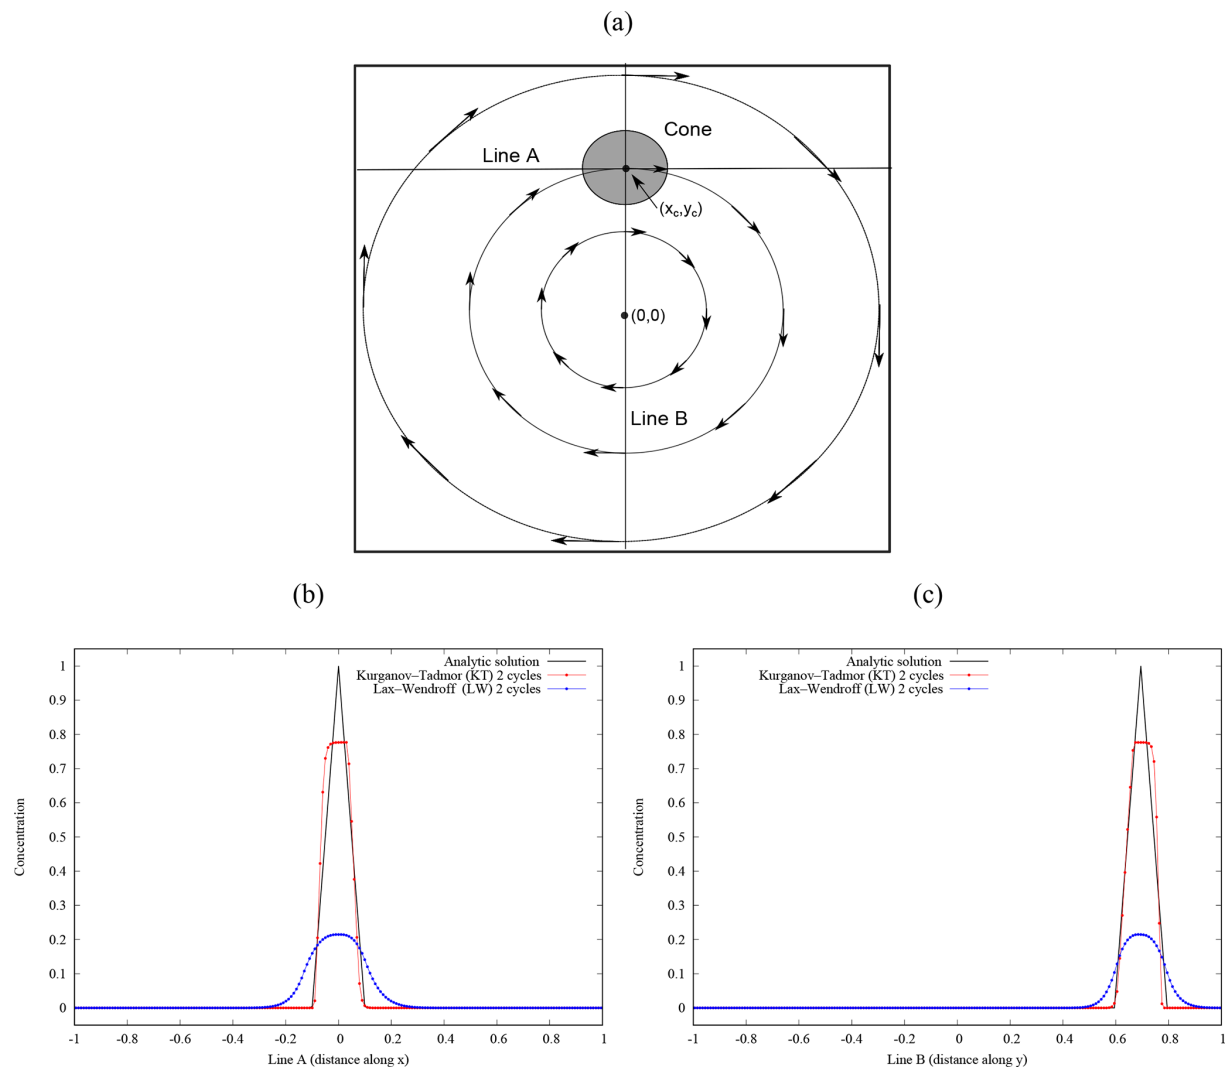 (a)
Cone
Line A
(xc,yc)
(0,0)
Line B
(b)
(c)
Analytic solution
Kurganov–Tadmor (KT) 2 cycles
Lax–Wendroff (LW) 2 cycles
1
0.9
0.8
0.7
0.6
0.5
0.4
0.3
0.2
0.1
0
Concentration
-1 -0.8 -0.6 -0.4 -0.2 0 0.2 0.4 0.6 0.8 1
Line A (distance along x)
Analytic solution
Kurganov–Tadmor (KT) 2 cycles
Lax–Wendroff (LW) 2 cycles
1
0.9
0.8
0.7
0.6
0.5
0.4
0.3
0.2
0.1
0
Concentration
-1 -0.8 -0.6 -0.4 -0.2 0 0.2 0.4 0.6 0.8 1
Line B (distance along y)